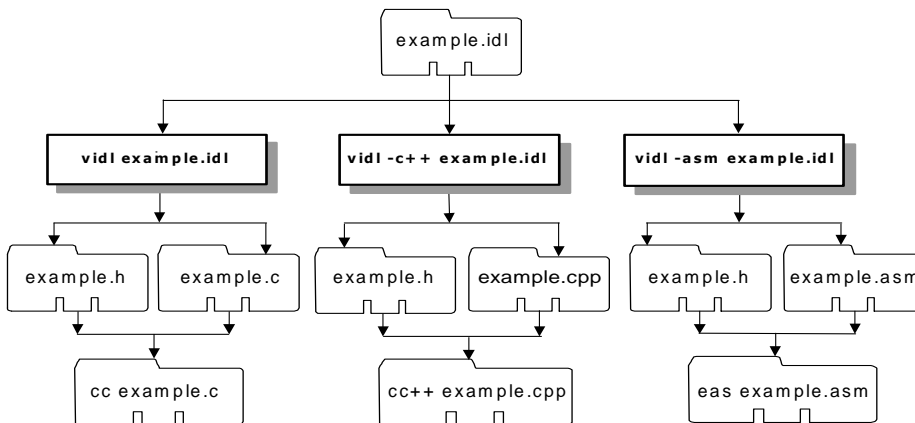 example.idl
vidl example.idl
vidl -c++ example.idl
vidl -asm example.idl
example.h
example.c
example.h
example.cpp
example.h
example.asm
cc example.c
cc++ example.cpp
eas example.asm